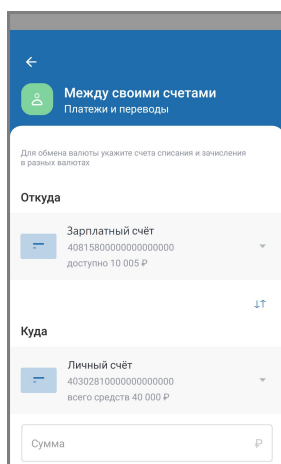 Между своими счетами
Платежи и переводы
Для обмена валюты укажите счета списания и зачисления
в разных валютах
Откуда
Зарплатный счёт
40815800000000000000
доступно 10 005 ₽
Куда
Личный счёт
40302810000000000000
всего средств 40 000 ₽
Сумма ₽